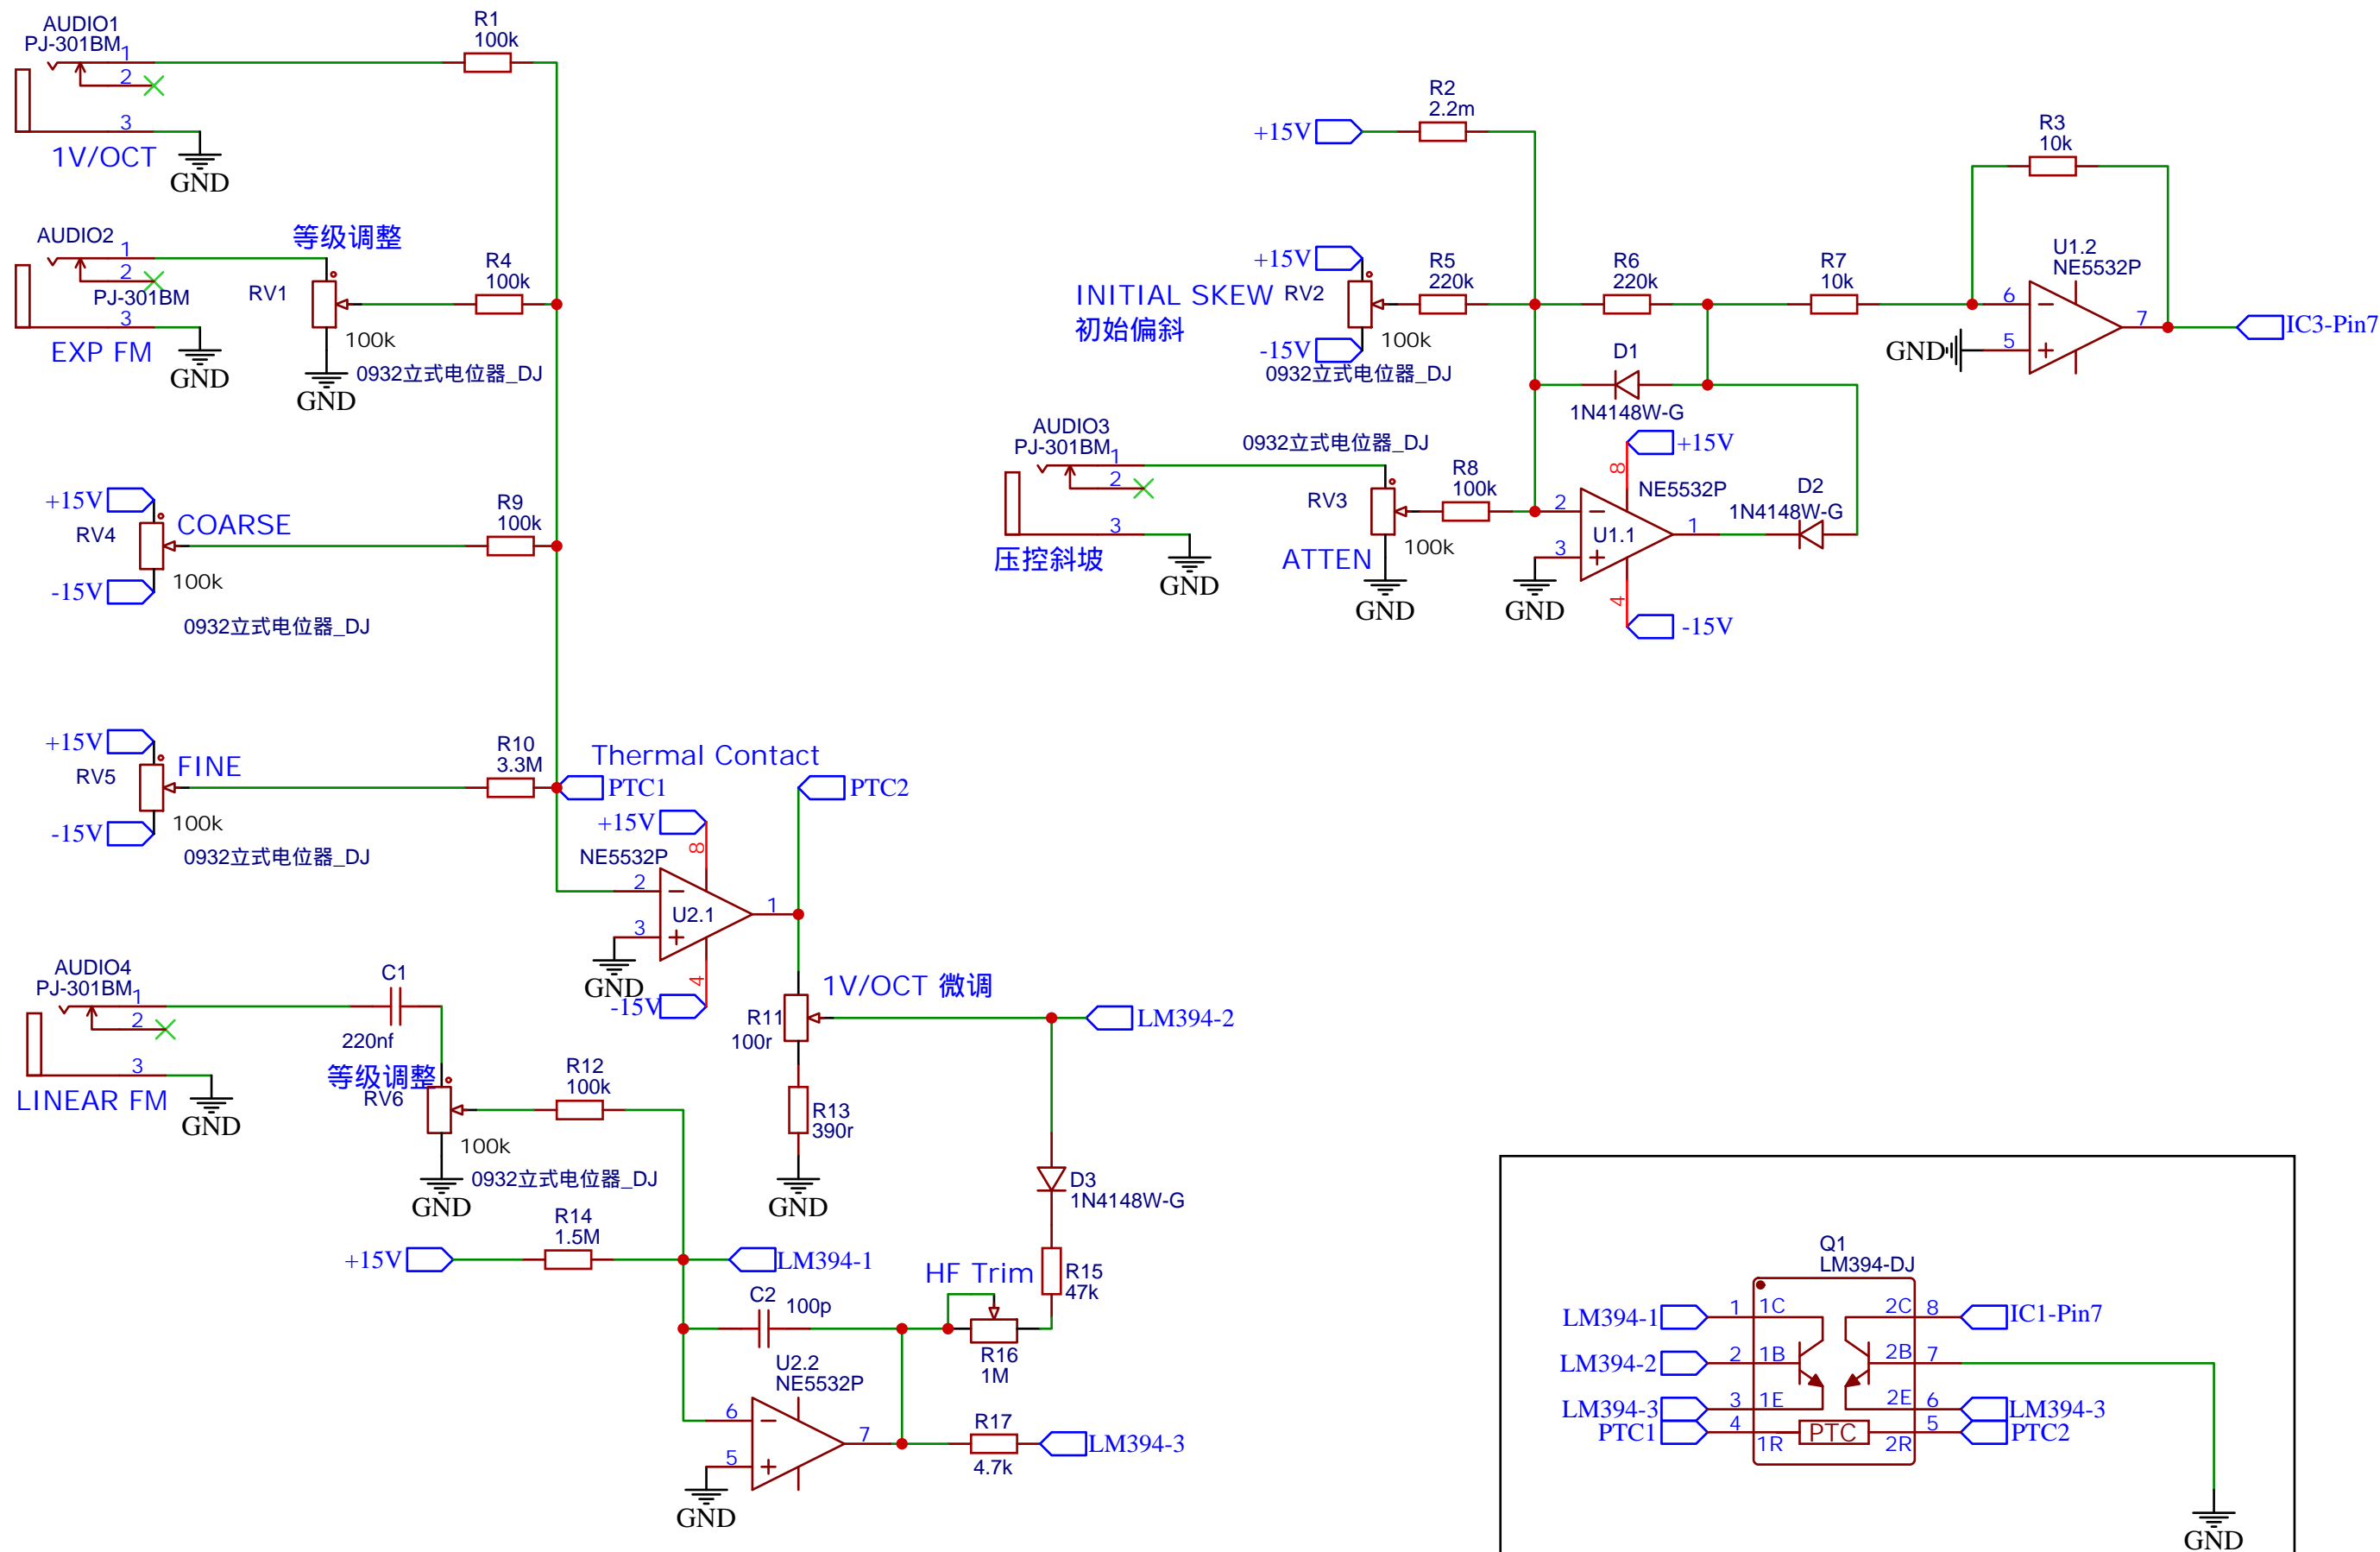 AUDIO1
PJ-301BM
1
2
3
1V/OCT
GND
R1
100k
AUDIO2
1
2
PJ-301BM
3
EXP FM
GND
等级调整
RV1
100k
0932立式电位器_DJ
GND
R4
100k
+15V
RV4
COARSE
-15V
100k
0932立式电位器_DJ
R9
100k
+15V
RV5
FINE
-15V
100k
0932立式电位器_DJ
R10
3.3M
Thermal Contact
PTC1
PTC2
+15V
8
NE5532P
2
U2.1
1
3
4
GND
-15V
1V/OCT 微调
R11
100r
LM394-2
R13
390r
GND
D3
1N4148W-G
R15
47k
HF Trim
R16
1M
AUDIO4
PJ-301BM
1
2
3
LINEAR FM
GND
C1
220nf
等级调整
RV6
100k
0932立式电位器_DJ
GND
R12
100k
R14
1.5M
+15V
LM394-1
C2
100p
U2.2
NE5532P
6
7
5
GND
R17
4.7k
LM394-3
R2
2.2m
+15V
+15V
INITIAL SKEW
初始偏斜
RV2
-15V
100k
0932立式电位器_DJ
R5
220k
R6
220k
R7
10k
R3
10k
U1.2
NE5532P
6
7
5
GND
IC3-Pin7
D1
1N4148W-G
AUDIO3
PJ-301BM
1
2
3
压控斜坡
GND
0932立式电位器_DJ
RV3
100k
ATTEN
GND
R8
100k
+15V
8
NE5532P
2
U1.1
1
3
4
GND
-15V
D2
1N4148W-G
Q1
LM394-DJ
LM394-1 1 1C 2C 8 IC1-Pin7
LM394-2 2 1B 2B 7
LM394-3 3 1E 2E 6 LM394-3
PTC1 4 1R PTC 2R 5 PTC2
GND